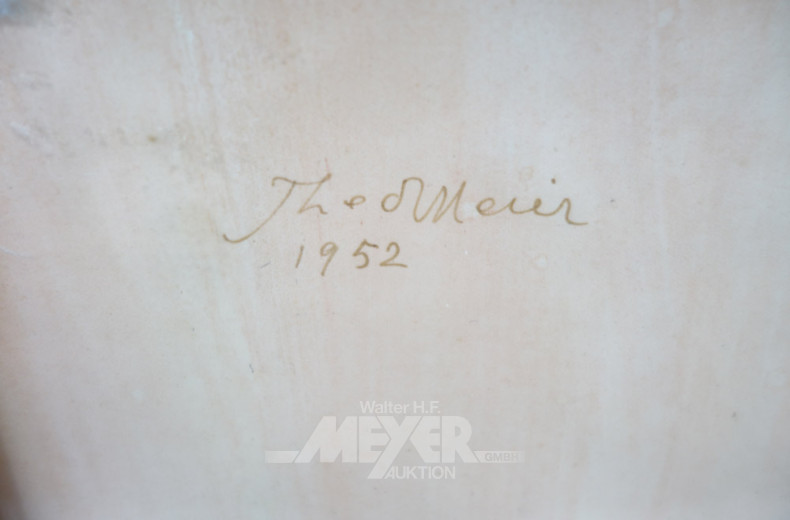 Theo Meier
1952
Walter H.F.
MEYER
GMBH
AUKTION